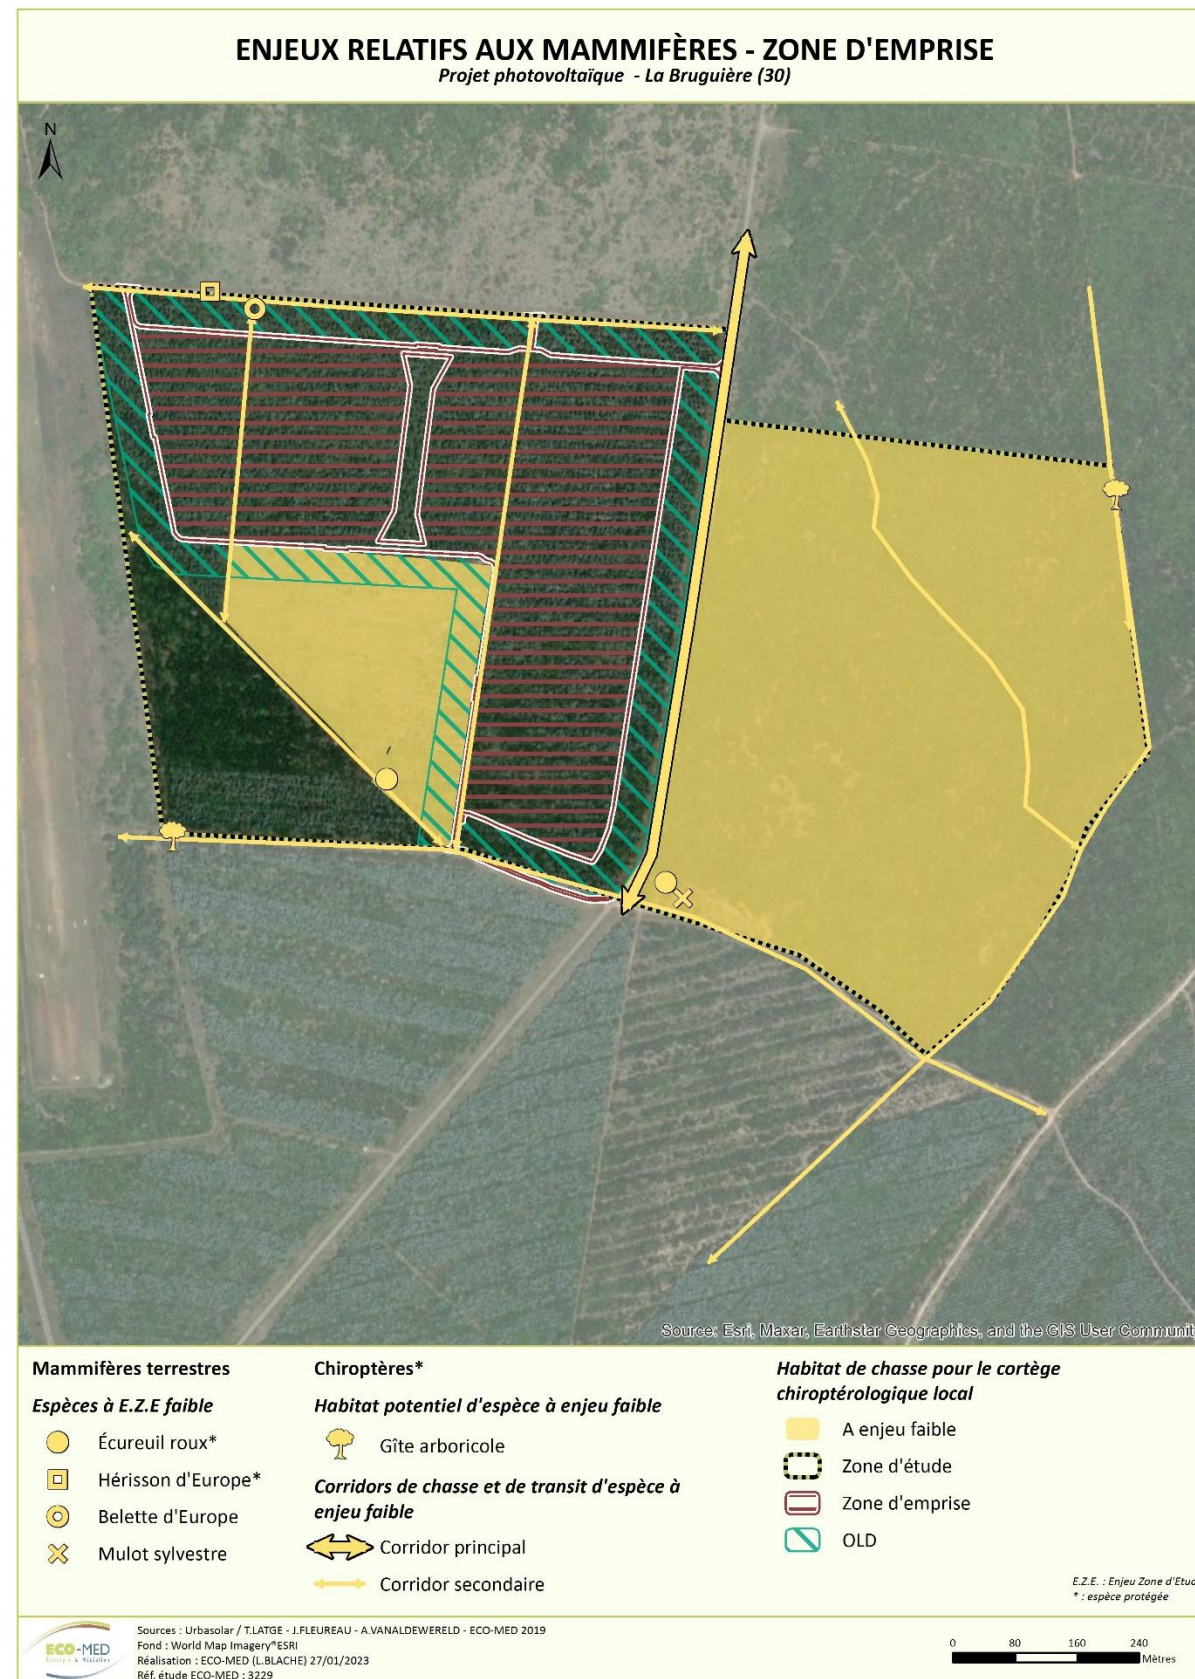 ENJEUX RELATIFS AUX MAMMIFÈRES - ZONE D'EMPRISE
Projet photovoltaïque - La Bruguière (30)
N
Source: Esri, Maxar, Earthstar Geographics, and the GIS User Communit
Mammifères terrestres
Espèces à E.Z.E faible
Écureuil roux*
Hérisson d'Europe*
Belette d'Europe
Mulot sylvestre
Chiroptères*
Habitat potentiel d'espèce à enjeu faible
Gîte arboricole
Corridors de chasse et de transit d'espèce à
enjeu faible
Corridor principal
Corridor secondaire
Habitat de chasse pour le cortège
chiroptérologique local
A enjeu faible
Zone d'étude
Zone d'emprise
OLD
E.Z.E. : Enjeu Zone d'Etud
* : espèce protégée
ECO-MED
Ecologie & Médiation
Sources : Urbasolar / T.LATGE - J.FLEUREAU - A.VANALDEWERELD - ECO-MED 2019
Fond : World Map Imagery®ESRI
Réalisation : ECO-MED (L.BLACHE) 27/01/2023
Réf. étude ECO-MED : 3229
0 80 160 240
Mètres